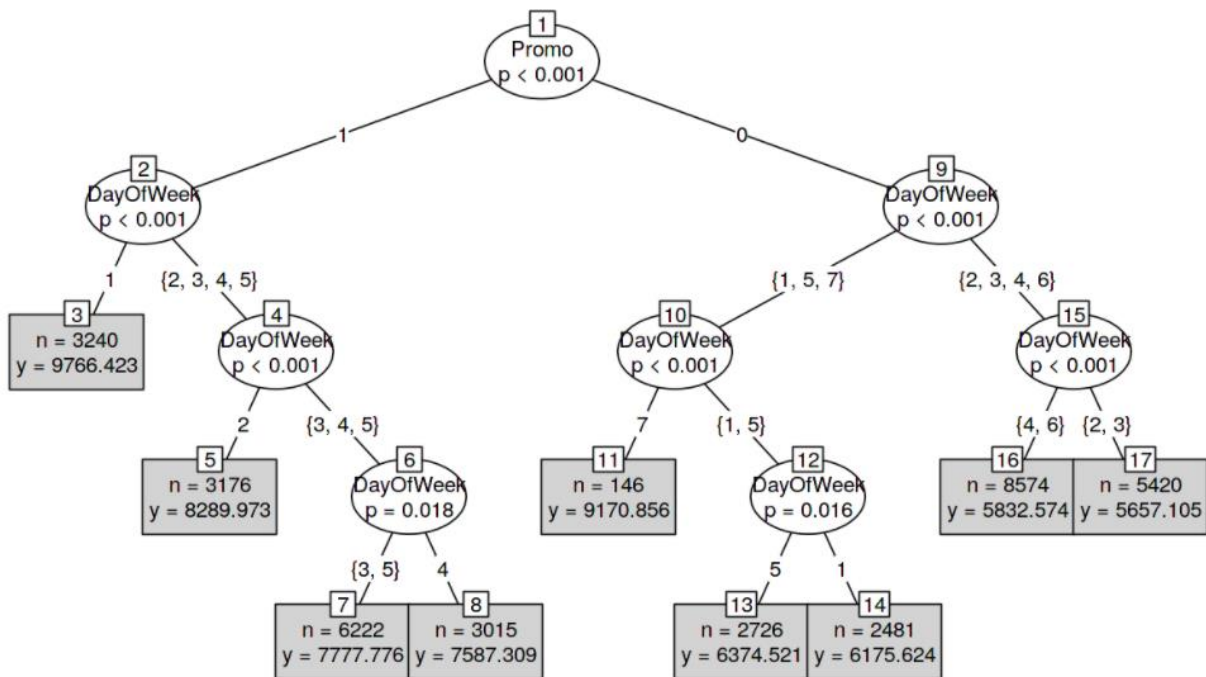 1
Promo
p < 0.001
1
0
2
DayOfWeek
p < 0.001
9
DayOfWeek
p < 0.001
1
{2, 3, 4, 5}
{1, 5, 7}
{2, 3, 4, 6}
3
n = 3240
y = 9766.423
4
DayOfWeek
p < 0.001
10
DayOfWeek
p < 0.001
15
DayOfWeek
p < 0.001
2
{3, 4, 5}
7
{1, 5}
{4, 6}
{2, 3}
5
n = 3176
y = 8289.973
6
DayOfWeek
p = 0.018
11
n = 146
y = 9170.856
12
DayOfWeek
p = 0.016
16
n = 8574
y = 5832.574
17
n = 5420
y = 5657.105
{3, 5}
4
5
1
7
n = 6222
y = 7777.776
8
n = 3015
y = 7587.309
13
n = 2726
y = 6374.521
14
n = 2481
y = 6175.624